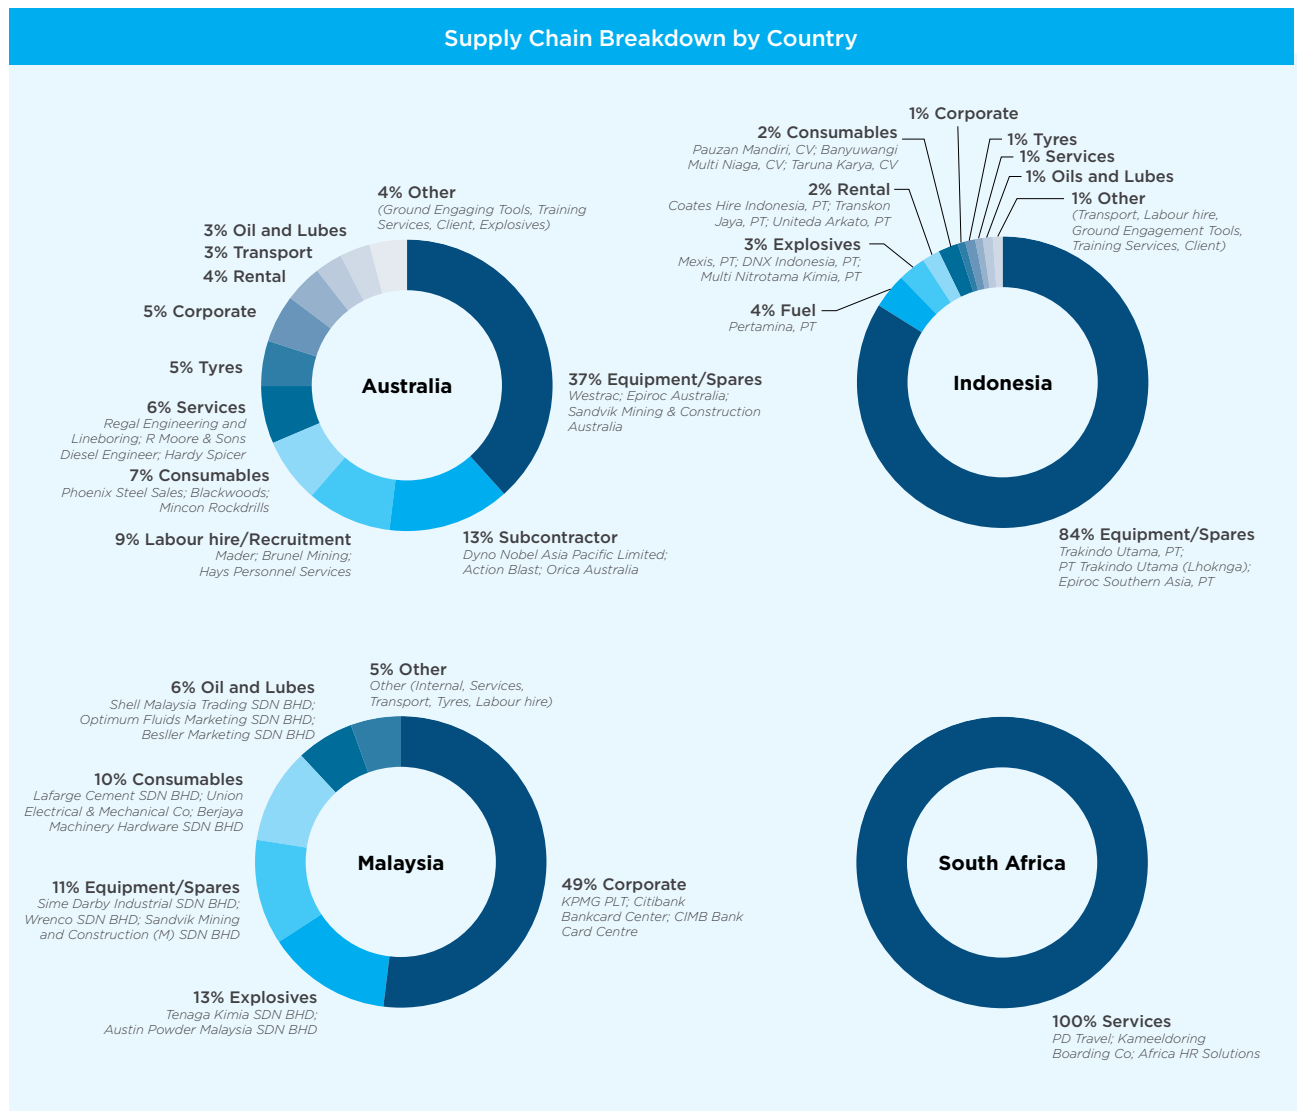 Supply Chain Breakdown by Country
4% Other
(Ground Engaging Tools, Training
Services, Client, Explosives)
3% Oil and Lubes
3% Transport
4% Rental
5% Corporate
5% Tyres
6% Services
Regal Engineering and
Lineboring; R Moore & Sons
Diesel Engineer; Hardy Spicer
7% Consumables
Phoenix Steel Sales; Blackwoods;
Mincon Rockdrills
9% Labour hire/Recruitment
Mader; Brunel Mining;
Hays Personnel Services
13% Subcontractor
Dyno Nobel Asia Pacific Limited;
Action Blast; Orica Australia
37% Equipment/Spares
Westrac; Epiroc Australia;
Sandvik Mining & Construction
Australia
Australia
1% Corporate
2% Consumables
Pauzan Mandiri, CV; Banyuwangi
Multi Niaga, CV; Taruna Karya, CV
2% Rental
Coates Hire Indonesia, PT; Transkon
Jaya, PT; Uniteda Arkato, PT
3% Explosives
Mexis, PT; DNX Indonesia, PT;
Multi Nitrotama Kimia, PT
4% Fuel
Pertamina, PT
1% Tyres
1% Services
1% Oils and Lubes
1% Other
(Transport, Labour hire,
Ground Engagement Tools,
Training Services, Client)
Indonesia
84% Equipment/Spares
Trakindo Utama, PT;
PT Trakindo Utama (Lhoknga);
Epiroc Southern Asia, PT
5% Other
Other (Internal, Services,
Transport, Tyres, Labour hire)
6% Oil and Lubes
Shell Malaysia Trading SDN BHD;
Optimum Fluids Marketing SDN BHD;
Besller Marketing SDN BHD
10% Consumables
Lafarge Cement SDN BHD; Union
Electrical & Mechanical Co; Berjaya
Machinery Hardware SDN BHD
11% Equipment/Spares
Sime Darby Industrial SDN BHD;
Wrenco SDN BHD; Sandvik Mining
and Construction (M) SDN BHD
13% Explosives
Tenaga Kimia SDN BHD;
Austin Powder Malaysia SDN BHD
Malaysia
49% Corporate
KPMG PLT; Citibank
Bankcard Center; CIMB Bank
Card Centre
South Africa
100% Services
PD Travel; Kameeldoring
Boarding Co; Africa HR Solutions